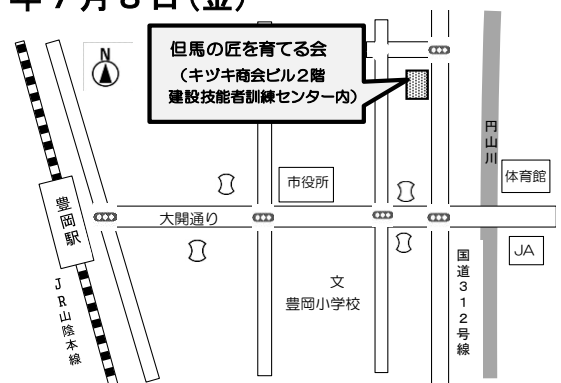 年７月８日(金)
N
但馬の匠を育てる会
（キヅキ商会ビル２階
建設技能者訓練センター内）
円山川
市役所
体育館
豊岡駅
大開通り
JA
国道３１２号線
文
豊岡小学校
ＪＲ山陰本線